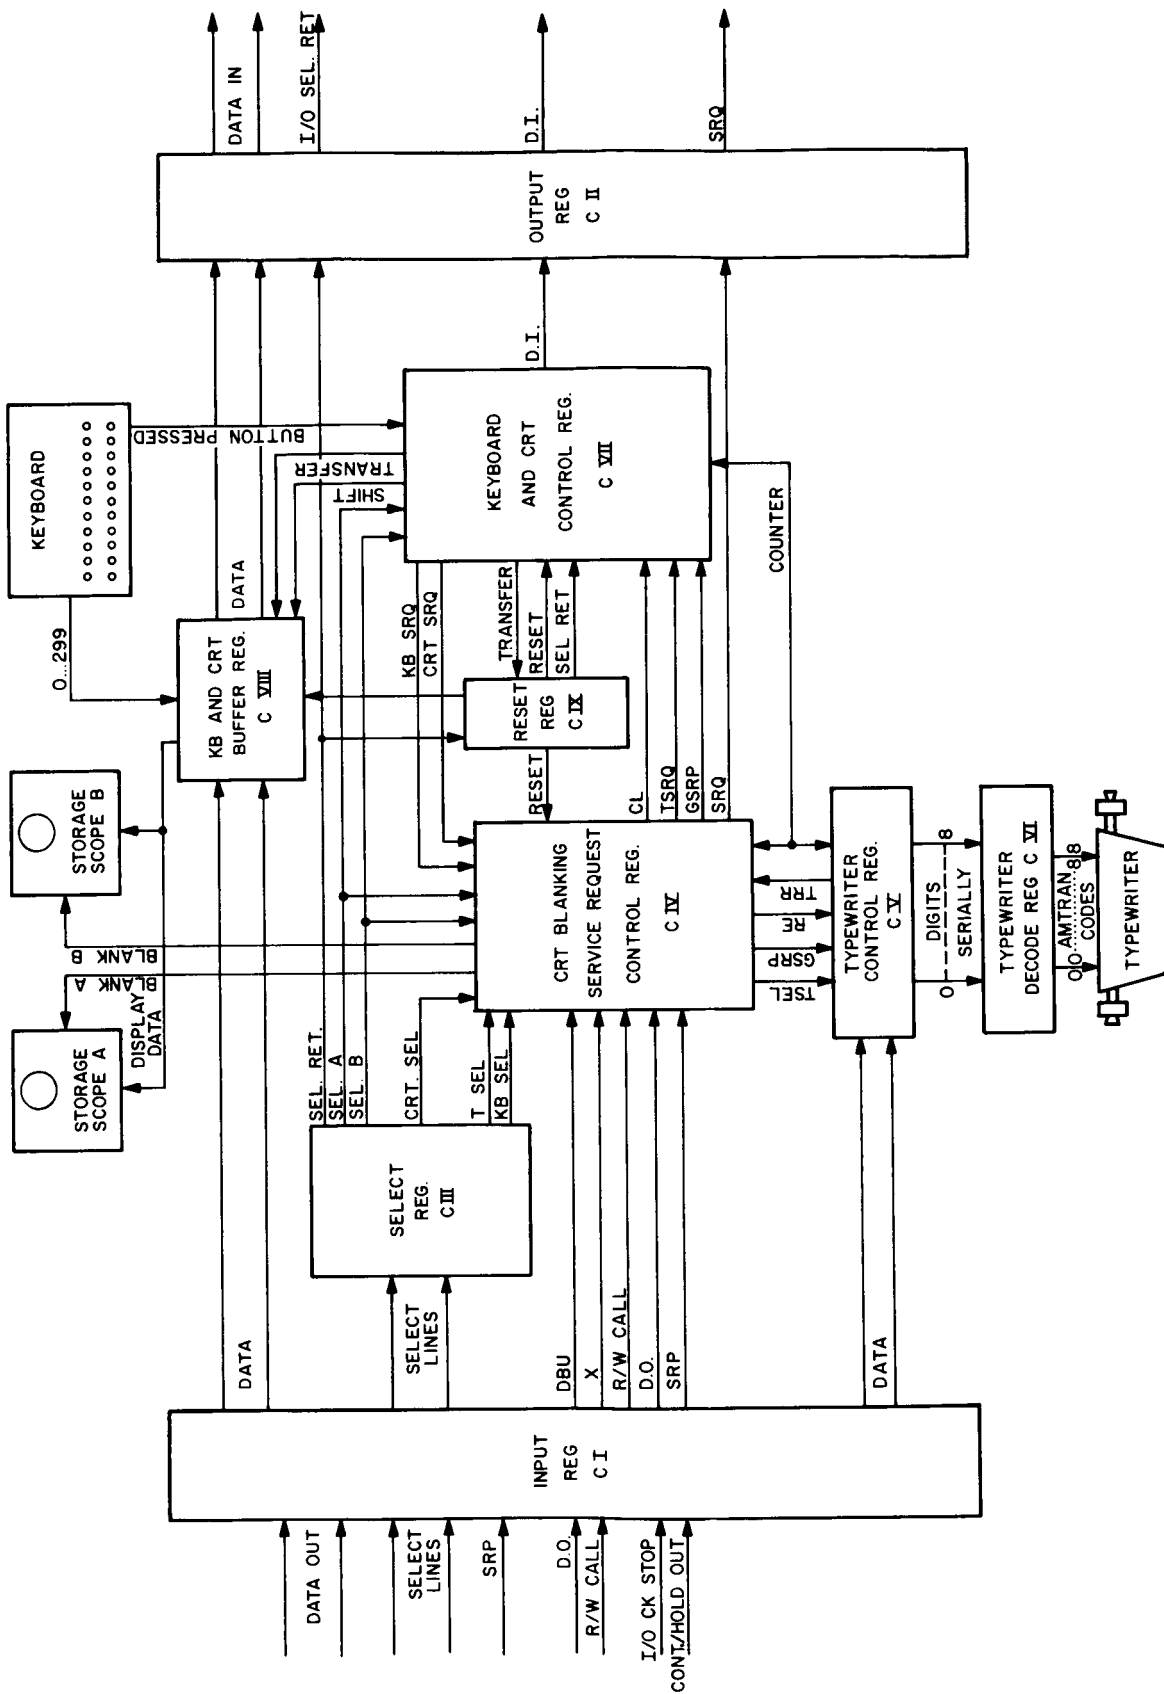 STORAGE
SCOPE A
STORAGE
SCOPE B
KEYBOARD
DISPLAY
DATA
BLANK A
BLANK B
0...299
BUTTON PRESSED
KB AND CRT
BUFFER REG.
C VIII
DATA
DATA
DATA IN
TRANSFER
SHIFT
I/O SEL. RET
DATA OUT
SELECT
LINES
SRP
D.O.
R/W CALL
I/O CK STOP
CONT/HOLD OUT
INPUT
REG
C I
SELECT
LINES
SELECT
REG.
C III
SEL. RET.
SEL. A
SEL. B
CRT. SEL
T SEL
KB SEL
DBU
X
R/W CALL
D.O.
SRP
DATA
CRT BLANKING
SERVICE REQUEST
CONTROL REG.
C IV
KB SRQ
CRT SRQ
RESET
RESET
REG
C IX
TRANSFER
RESET
SEL RET
CL
TSRQ
GSRP
SRQ
KEYBOARD
AND CRT
CONTROL REG.
C VII
D.I.
COUNTER
OUTPUT
REG
C II
D.I.
SRQ
TSEL
GSRP
RE
TRR
TYPEWRITER
CONTROL REG.
C V
0 DIGITS 8
SERIALLY
TYPEWRITER
DECODE REG C VI
00 AMTRAN 88
CODES
TYPEWRITER